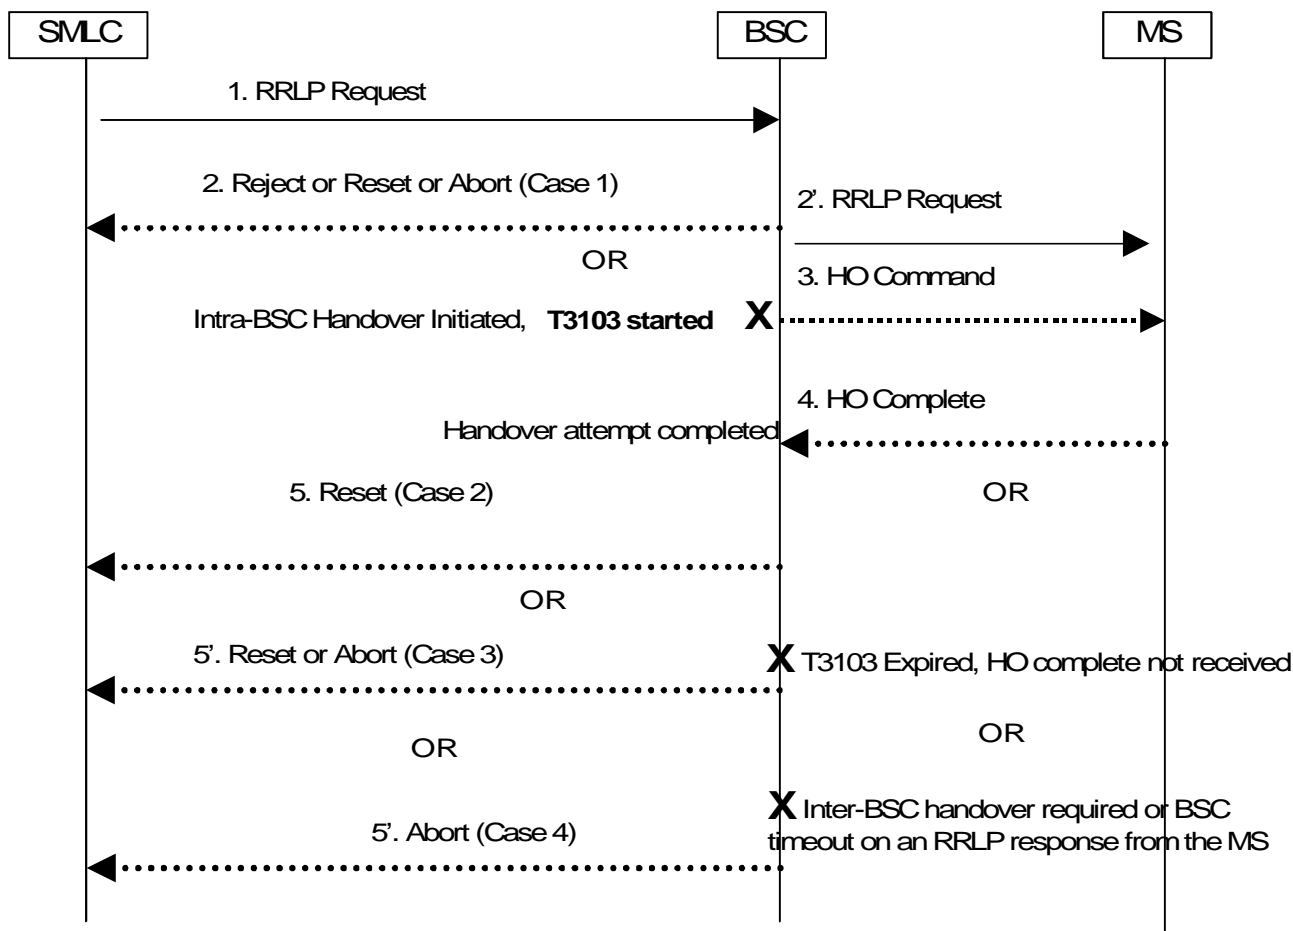 SMLC
BSC
MS
1. RRLP Request
2. Reject or Reset or Abort (Case 1)
2'. RRLP Request
OR
3. HO Command
Intra-BSC Handover Initiated, T3103 started X
4. HO Complete
Handover attempt completed
5. Reset (Case 2)
OR
OR
5'. Reset or Abort (Case 3)
X T3103 Expired, HO complete not received
OR
OR
X Inter-BSC handover required or BSC
timeout on an RRLP response from the MS
5'. Abort (Case 4)